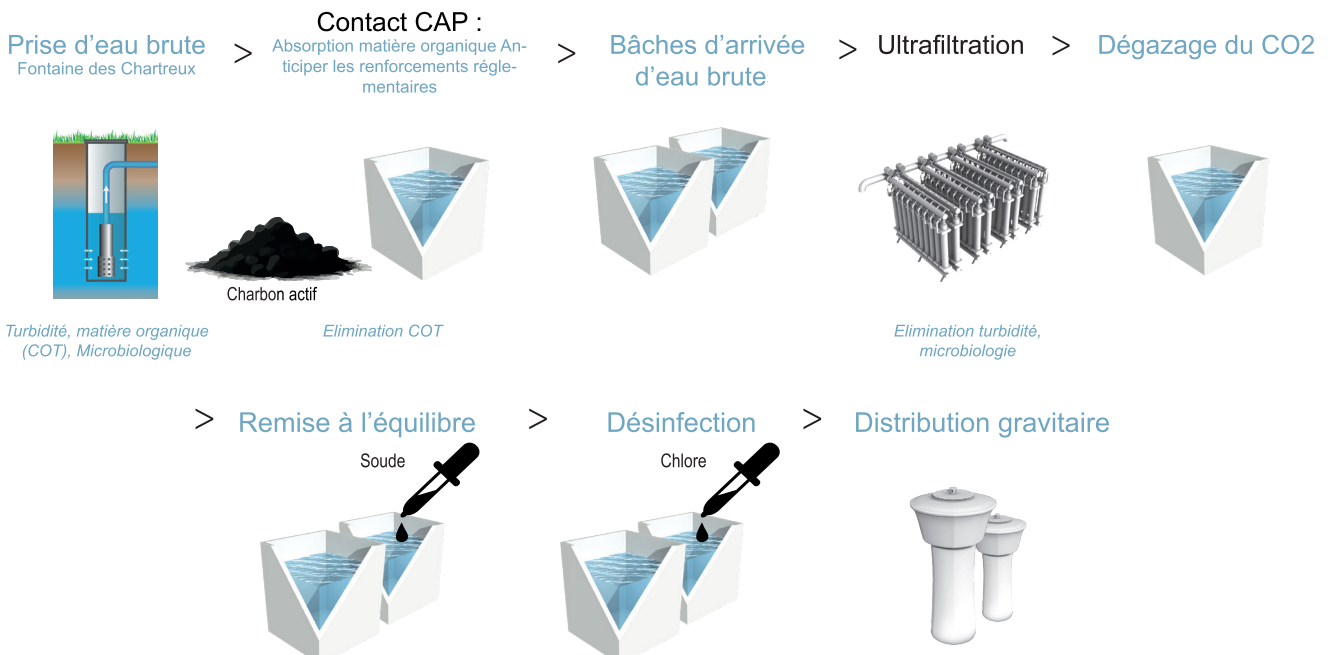 Prise d'eau brute
Fontaine des Chartreux
>
Contact CAP :
Absorption matière organique An-
ticiper les renforcements régle-
mentaires
>
Bâches d'arrivée
d'eau brute
>
Ultrafiltration
>
Dégazage du CO2
Charbon actif
Turbidité, matière organique
(COT), Microbiologique
Elimination COT
Elimination turbidité,
microbiologie
>
Remise à l'équilibre
Soude
>
Désinfection
Chlore
>
Distribution gravitaire